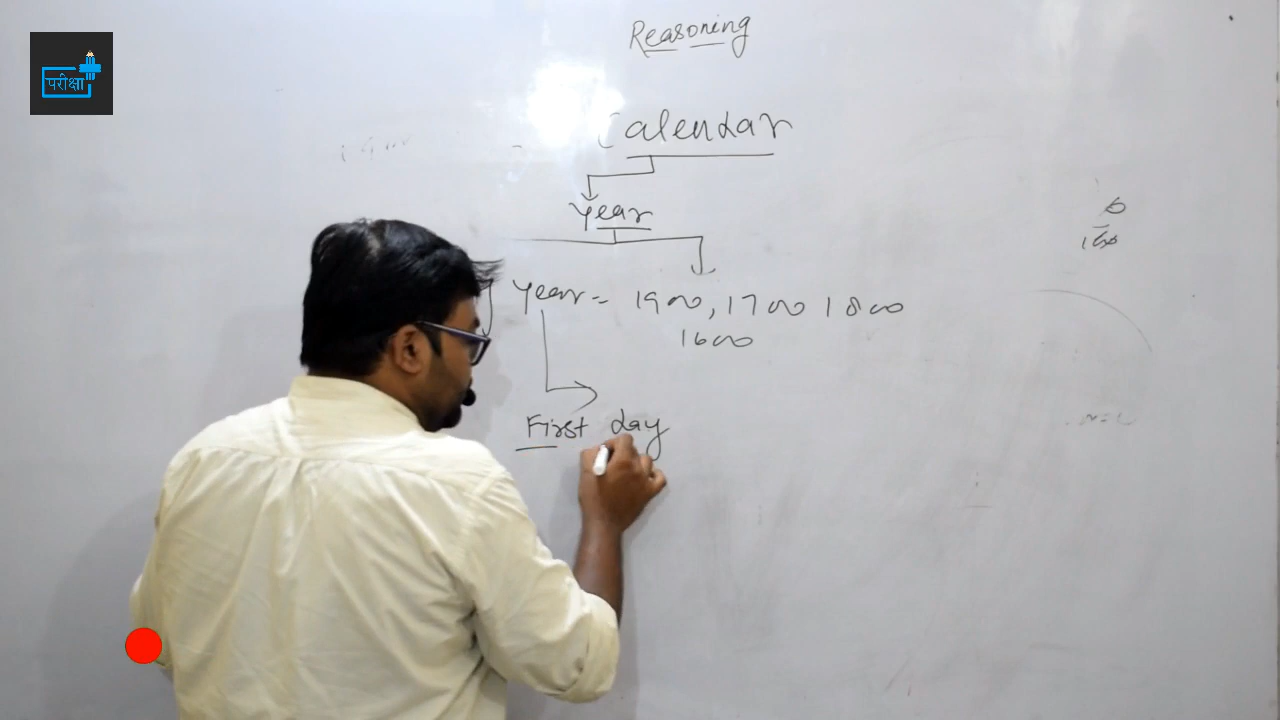 परीक्षा
Reasoning
Calendar
Year
Year = 1900, 1700 1800
1600
First day